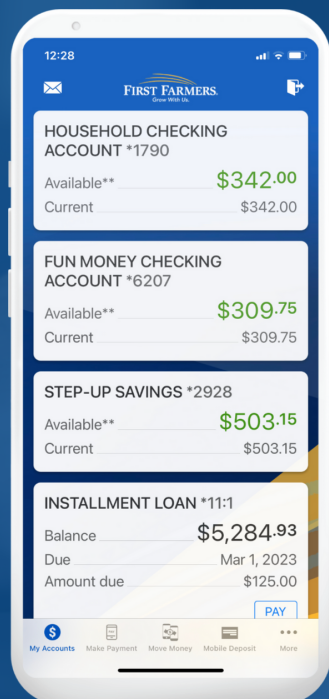 12:28
FIRST FARMERS.
Grow With Us.
HOUSEHOLD CHECKING
ACCOUNT *1790
Available** $342.00
Current $342.00
FUN MONEY CHECKING
ACCOUNT *6207
Available** $309.75
Current $309.75
STEP-UP SAVINGS *2928
Available** $503.15
Current $503.15
INSTALLMENT LOAN *11:1
Balance $5,284.93
Due Mar 1, 2023
Amount due $125.00
PAY
My Accounts Make Payment Move Money Mobile Deposit More